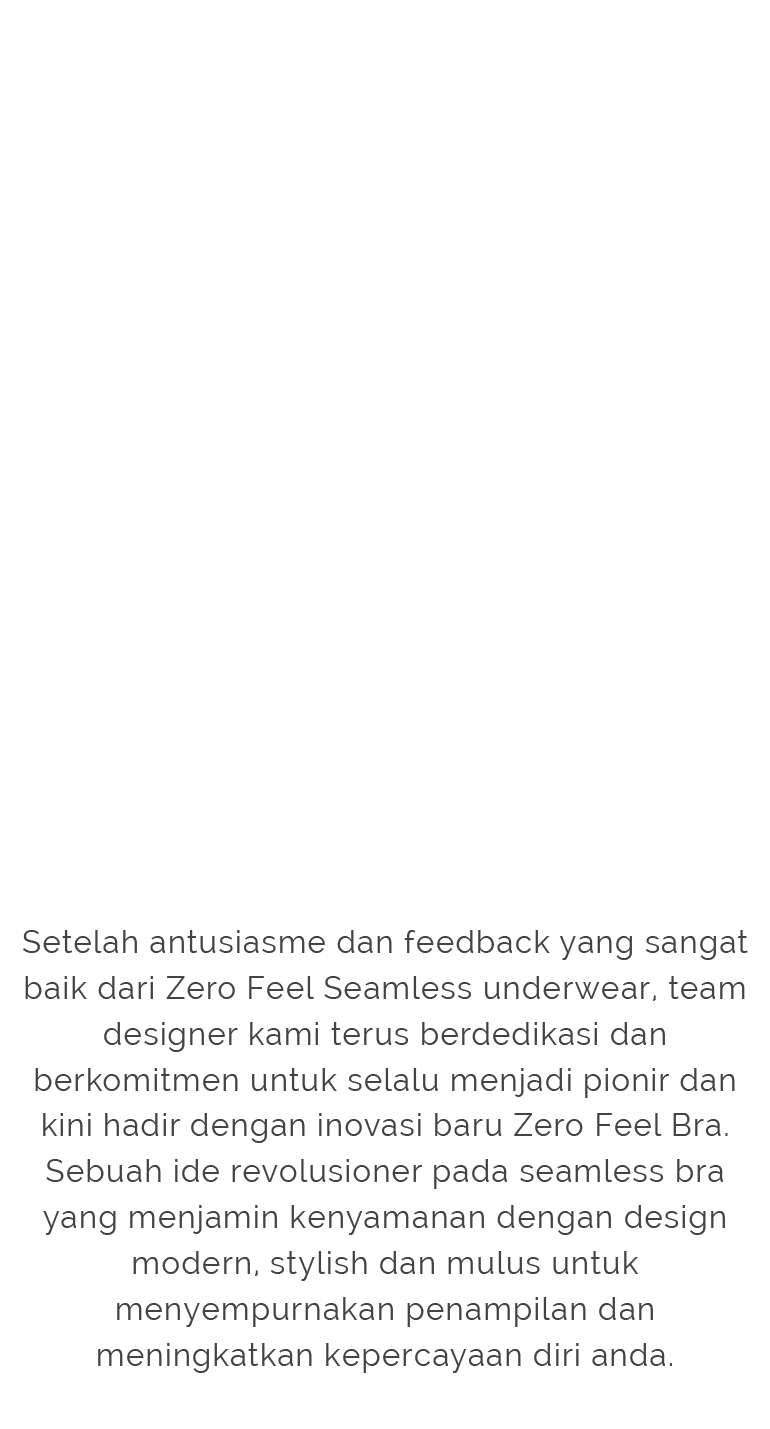 Setelah antusiasme dan feedback yang sangat
baik dari Zero Feel Seamless underwear, team
designer kami terus berdedikasi dan
berkomitmen untuk selalu menjadi pionir dan
kini hadir dengan inovasi baru Zero Feel Bra.
Sebuah ide revolusioner pada seamless bra
yang menjamin kenyamanan dengan design
modern, stylish dan mulus untuk
menyempurnakan penampilan dan
meningkatkan kepercayaan diri anda.